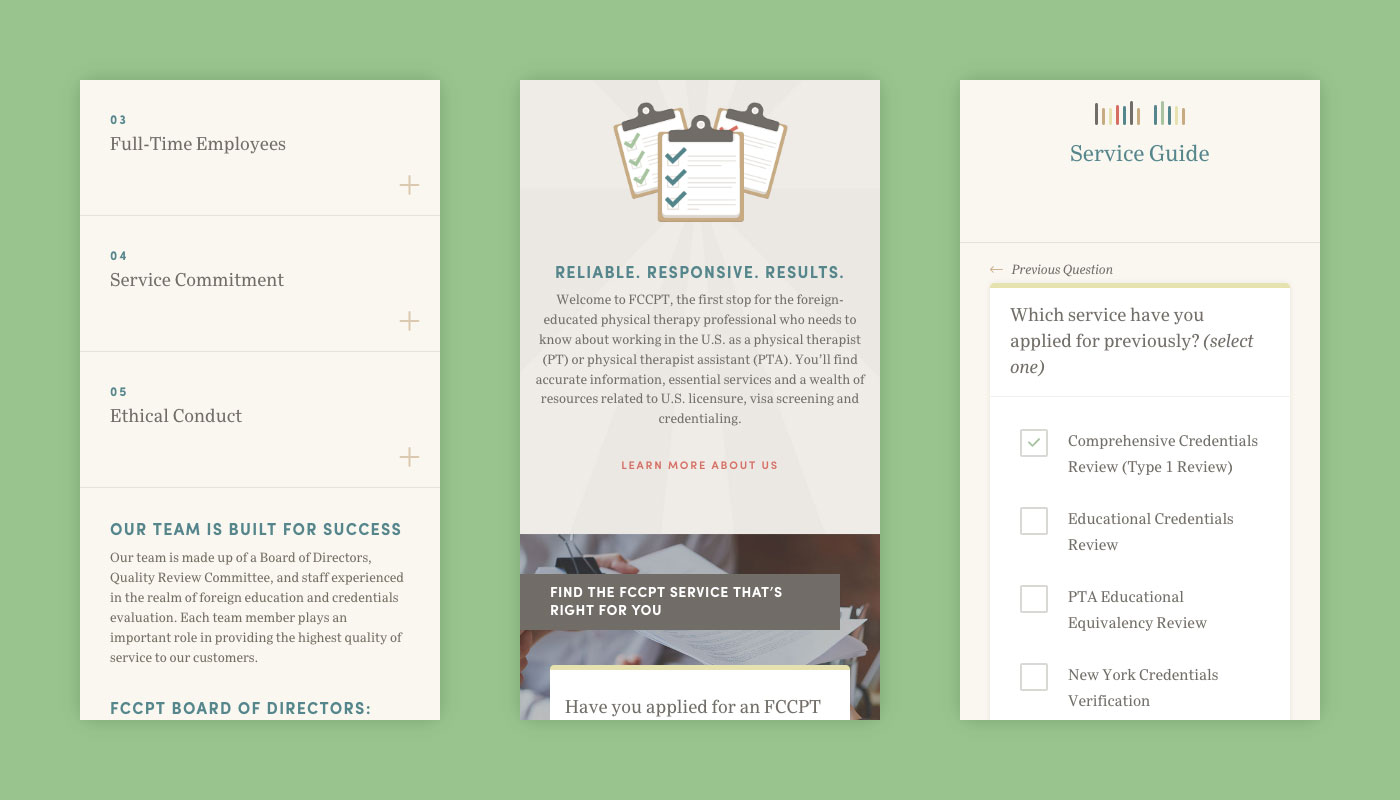 03
Full-Time Employees
04
Service Commitment
05
Ethical Conduct
OUR TEAM IS BUILT FOR SUCCESS
Our team is made up of a Board of Directors,
Quality Review Committee, and staff experienced
in the realm of foreign education and credentials
evaluation. Each team member plays an
important role in providing the highest quality of
service to our customers.
FCCPT BOARD OF DIRECTORS:
RELIABLE. RESPONSIVE. RESULTS.
Welcome to FCCPT, the first stop for the foreign-
educated physical therapy professional who needs to
know about working in the U.S. as a physical therapist
(PT) or physical therapist assistant (PTA). You'll find
accurate information, essential services and a wealth of
resources related to U.S. licensure, visa screening and
credentialing.
LEARN MORE ABOUT US
FIND THE FCCPT SERVICE THAT'S
RIGHT FOR YOU
Have you applied for an FCCPT
Service Guide
Previous Question
Which service have you
applied for previously? (select
one)
Comprehensive Credentials
Review (Type 1 Review)
Educational Credentials
Review
PTA Educational
Equivalency Review
New York Credentials
Verification